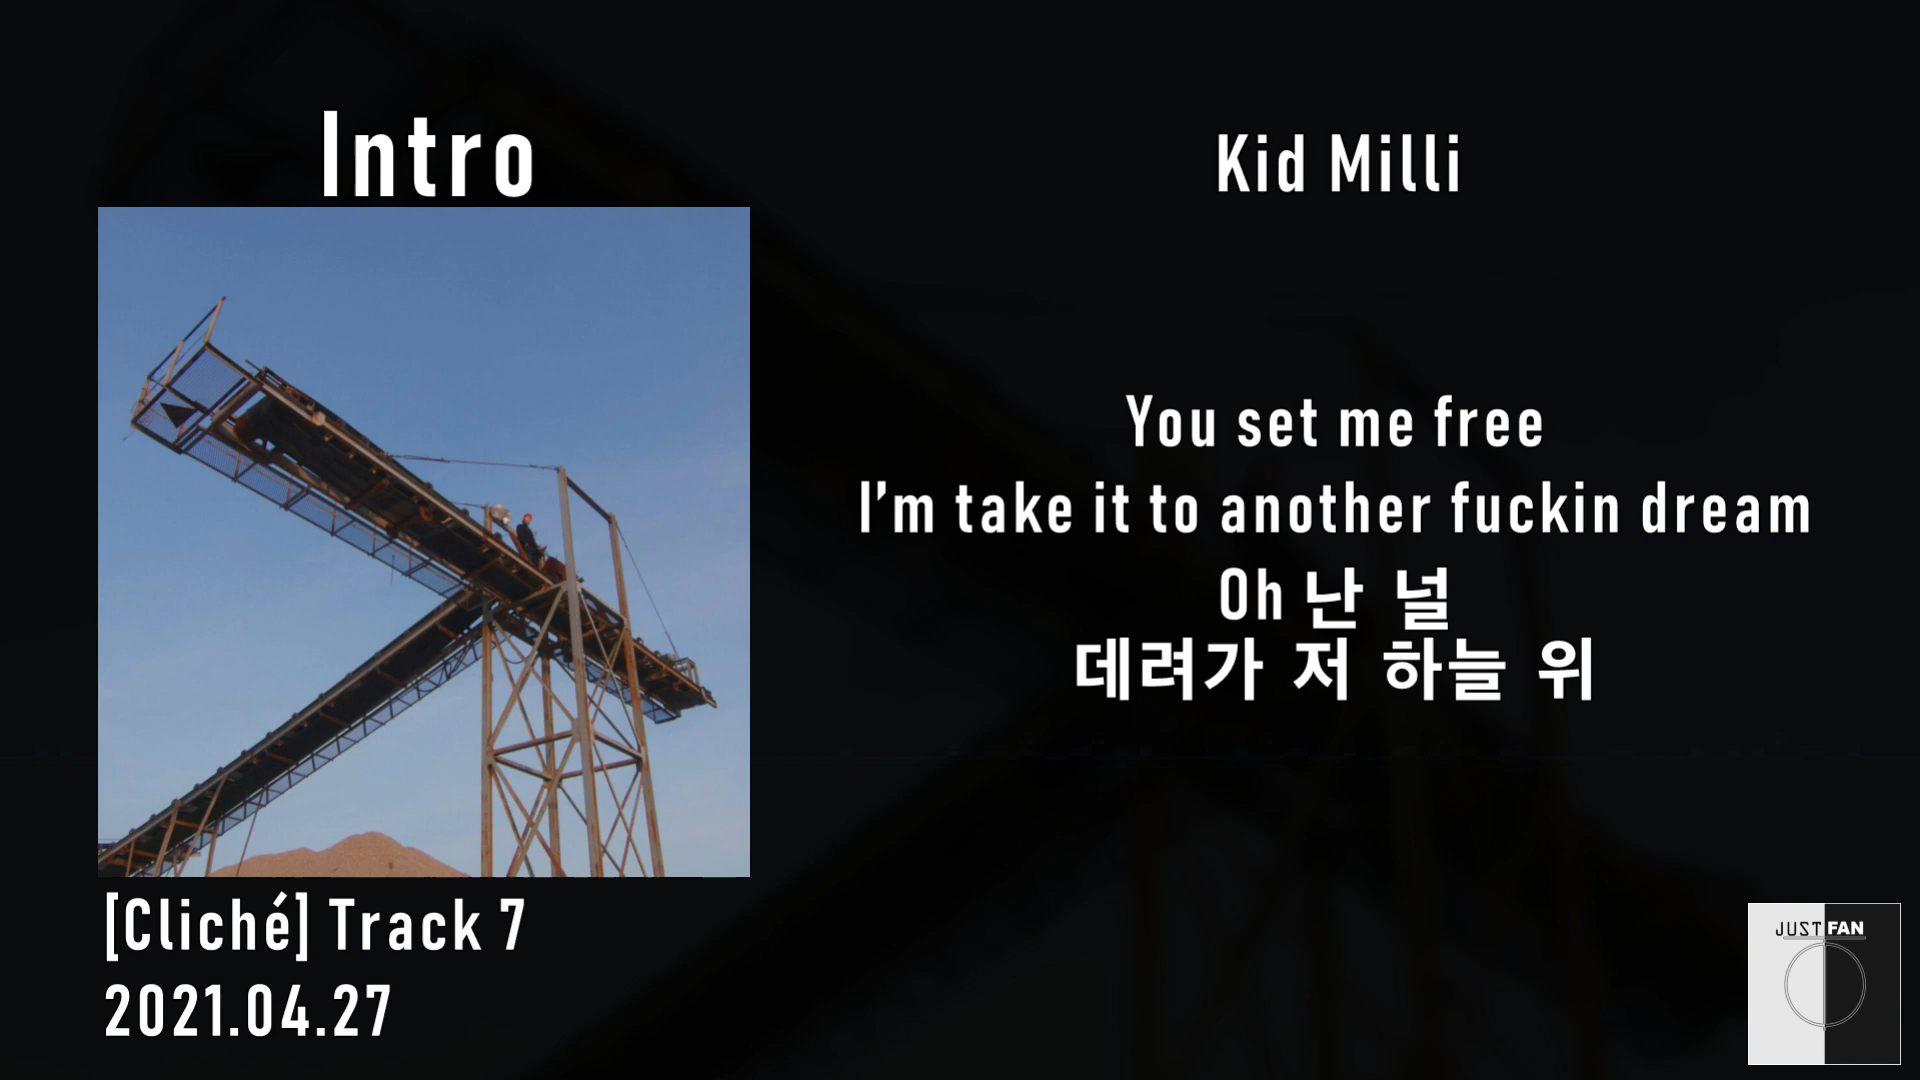 Intro
Kid Milli
You set me free
I'm take it to another fuckin dream
Oh 난 널
데려가 저 하늘 위
[Cliché] Track 7
2021.04.27
JUST FAN